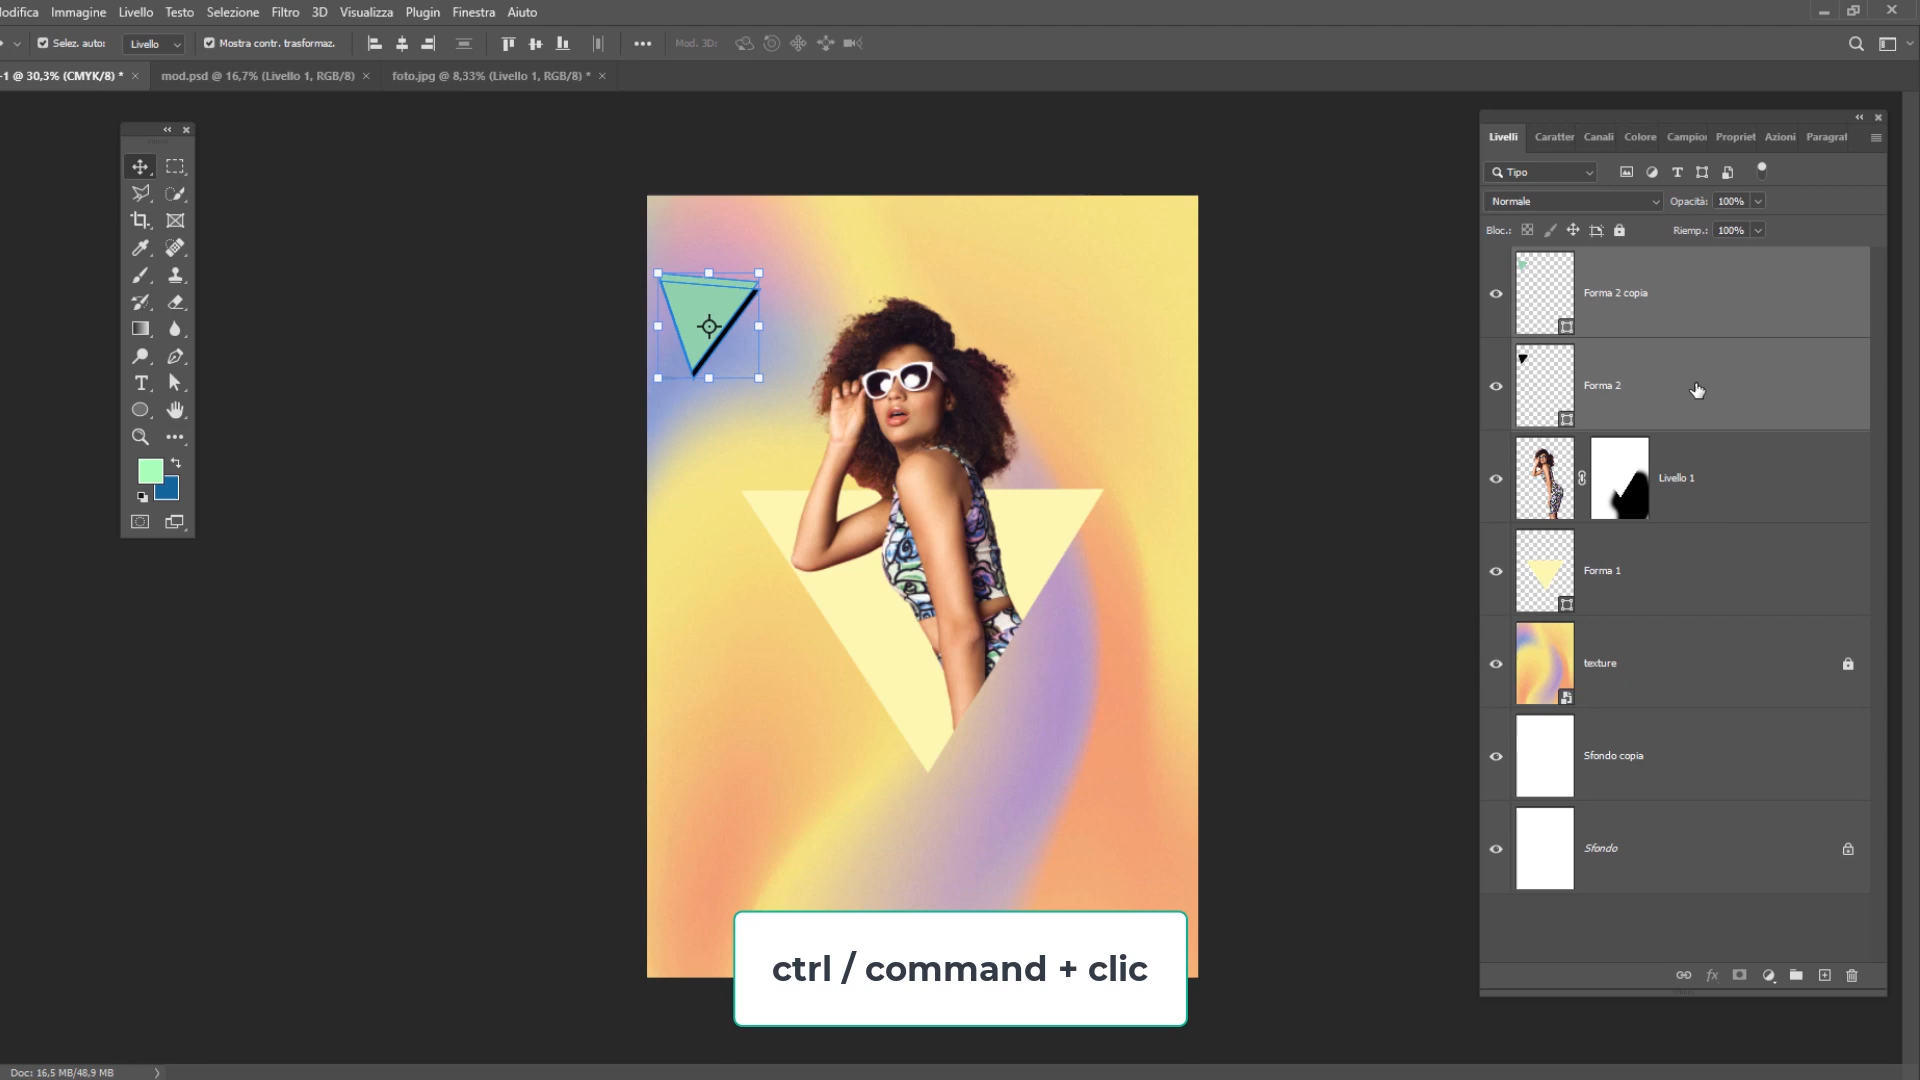 Modifica Immagine Livello Testo Selezione Filtro 3D Visualizza Plugin Finestra Aiuto
Selez. auto: Livello Mostra contr. trasformaz. Mod. 3D:
-1 @ 30,3% (CMYK/8) * mod.psd @ 16,7% (Livello 1, RGB/8) foto.jpg @ 8,33% (Livello 1, RGB/8) *
Livelli Caratter Canali Colore Campion Propriet Azioni Paragraf
Tipo
Normale Opacità: 100%
Bloc.: Riemp.: 100%
Forma 2 copia
Forma 2
Livello 1
Forma 1
texture
Sfondo copia
Sfondo
ctrl / command + clic
Doc: 16,5 MB/48,9 MB